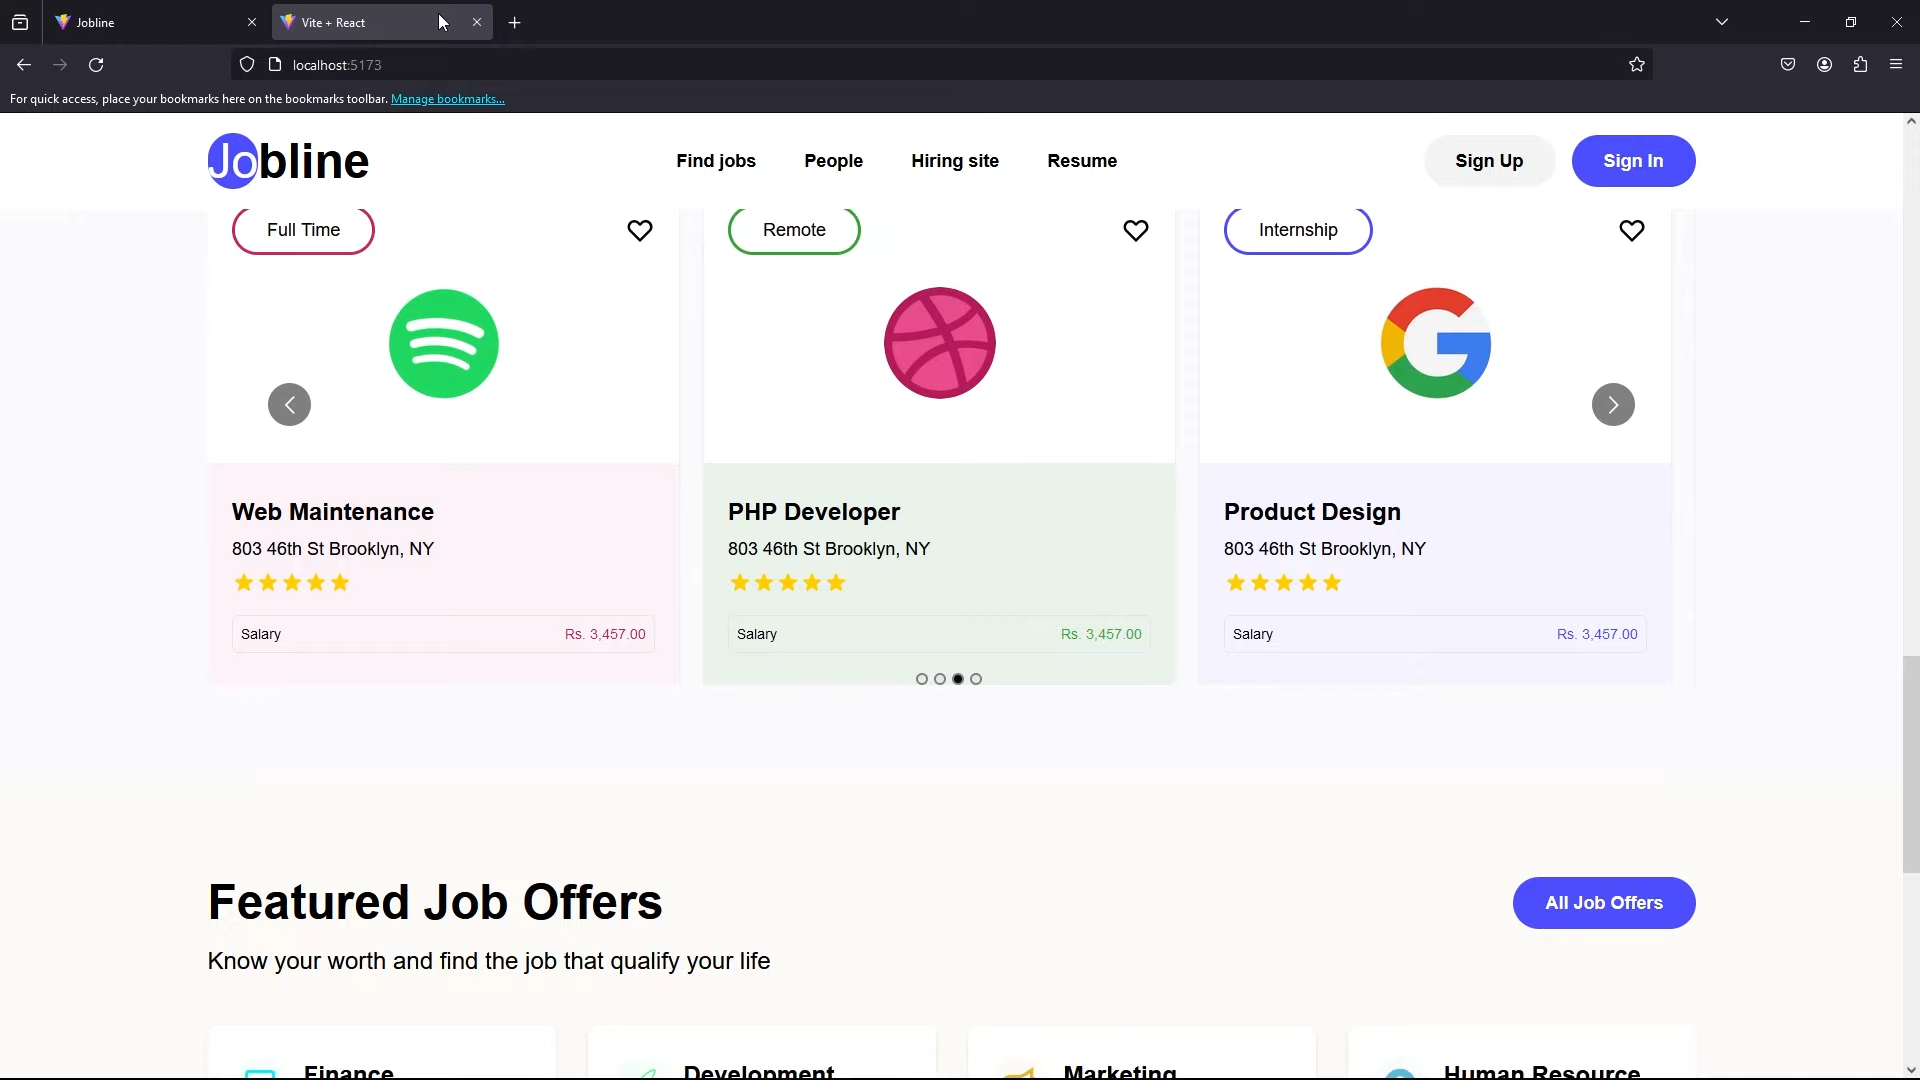 Jobline
Vite + React
localhost:5173
For quick access, place your bookmarks here on the bookmarks toolbar. Manage bookmarks...
Jobline
Find jobs
People
Hiring site
Resume
Sign Up
Sign In
Full Time
Remote
Internship
Web Maintenance
803 46th St Brooklyn, NY
Salary
Rs. 3,457.00
PHP Developer
803 46th St Brooklyn, NY
Salary
Rs. 3,457.00
Product Design
803 46th St Brooklyn, NY
Salary
Rs. 3,457.00
Featured Job Offers
All Job Offers
Know your worth and find the job that qualify your life
Finance
Development
Marketing
Human Resource